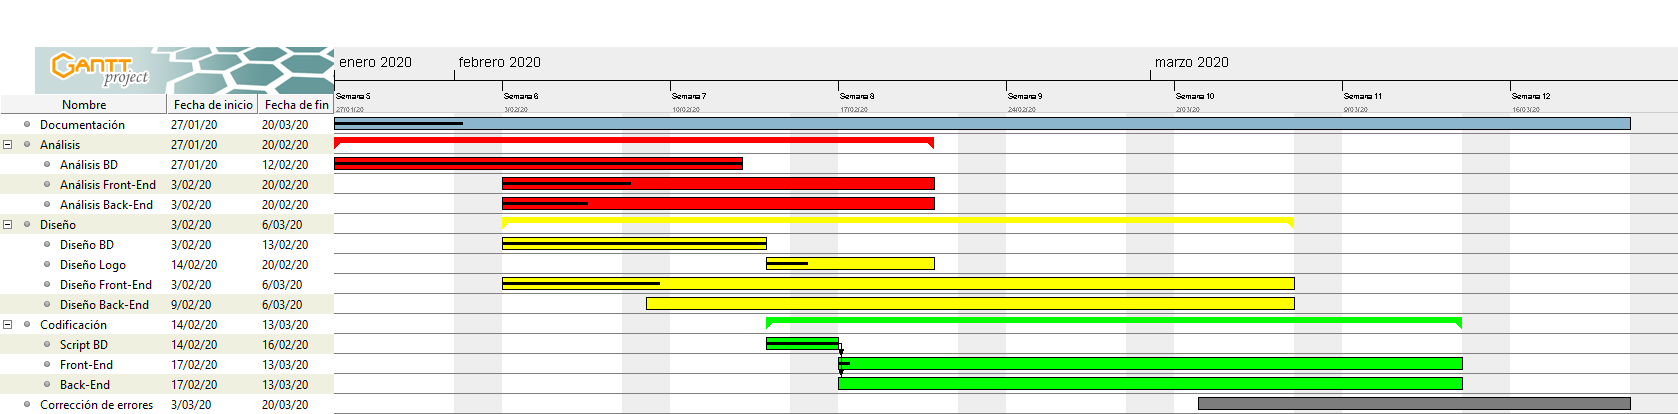 GANTT
project
enero 2020 febrero 2020 marzo 2020
Nombre Fecha de inicio Fecha de fin
Semana 5 Semana 6 Semana 7 Semana 8 Semana 9 Semana 10 Semana 11 Semana 12
27/01/20 3/02/20 10/02/20 17/02/20 24/02/20 2/03/20 9/03/20 16/03/20
Documentación 27/01/20 20/03/20
Análisis 27/01/20 20/02/20
Análisis BD 27/01/20 12/02/20
Análisis Front-End 3/02/20 20/02/20
Análisis Back-End 3/02/20 20/02/20
Diseño 3/02/20 6/03/20
Diseño BD 3/02/20 13/02/20
Diseño Logo 14/02/20 20/02/20
Diseño Front-End 3/02/20 6/03/20
Diseño Back-End 9/02/20 6/03/20
Codificación 14/02/20 13/03/20
Script BD 14/02/20 16/02/20
Front-End 17/02/20 13/03/20
Back-End 17/02/20 13/03/20
Corrección de errores 3/03/20 20/03/20